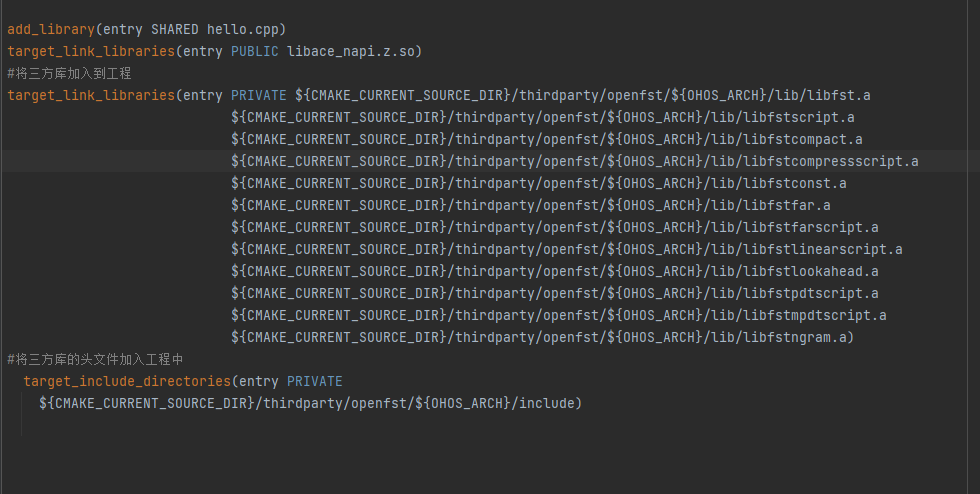 add_library(entry SHARED hello.cpp)
target_link_libraries(entry PUBLIC libace_napi.z.so)
#将三方库加入到工程
target_link_libraries(entry PRIVATE ${CMAKE_CURRENT_SOURCE_DIR}/thirdparty/openfst/${OHOS_ARCH}/lib/libfst.a
${CMAKE_CURRENT_SOURCE_DIR}/thirdparty/openfst/${OHOS_ARCH}/lib/libfstscript.a
${CMAKE_CURRENT_SOURCE_DIR}/thirdparty/openfst/${OHOS_ARCH}/lib/libfstcompact.a
${CMAKE_CURRENT_SOURCE_DIR}/thirdparty/openfst/${OHOS_ARCH}/lib/libfstcompressscript.a
${CMAKE_CURRENT_SOURCE_DIR}/thirdparty/openfst/${OHOS_ARCH}/lib/libfstconst.a
${CMAKE_CURRENT_SOURCE_DIR}/thirdparty/openfst/${OHOS_ARCH}/lib/libfstfar.a
${CMAKE_CURRENT_SOURCE_DIR}/thirdparty/openfst/${OHOS_ARCH}/lib/libfstfarscript.a
${CMAKE_CURRENT_SOURCE_DIR}/thirdparty/openfst/${OHOS_ARCH}/lib/libfstlinearscript.a
${CMAKE_CURRENT_SOURCE_DIR}/thirdparty/openfst/${OHOS_ARCH}/lib/libfstlookahead.a
${CMAKE_CURRENT_SOURCE_DIR}/thirdparty/openfst/${OHOS_ARCH}/lib/libfstpdtscript.a
${CMAKE_CURRENT_SOURCE_DIR}/thirdparty/openfst/${OHOS_ARCH}/lib/libfstmpdtscript.a
${CMAKE_CURRENT_SOURCE_DIR}/thirdparty/openfst/${OHOS_ARCH}/lib/libfstngram.a)
#将三方库的头文件加入工程中
target_include_directories(entry PRIVATE
${CMAKE_CURRENT_SOURCE_DIR}/thirdparty/openfst/${OHOS_ARCH}/include)